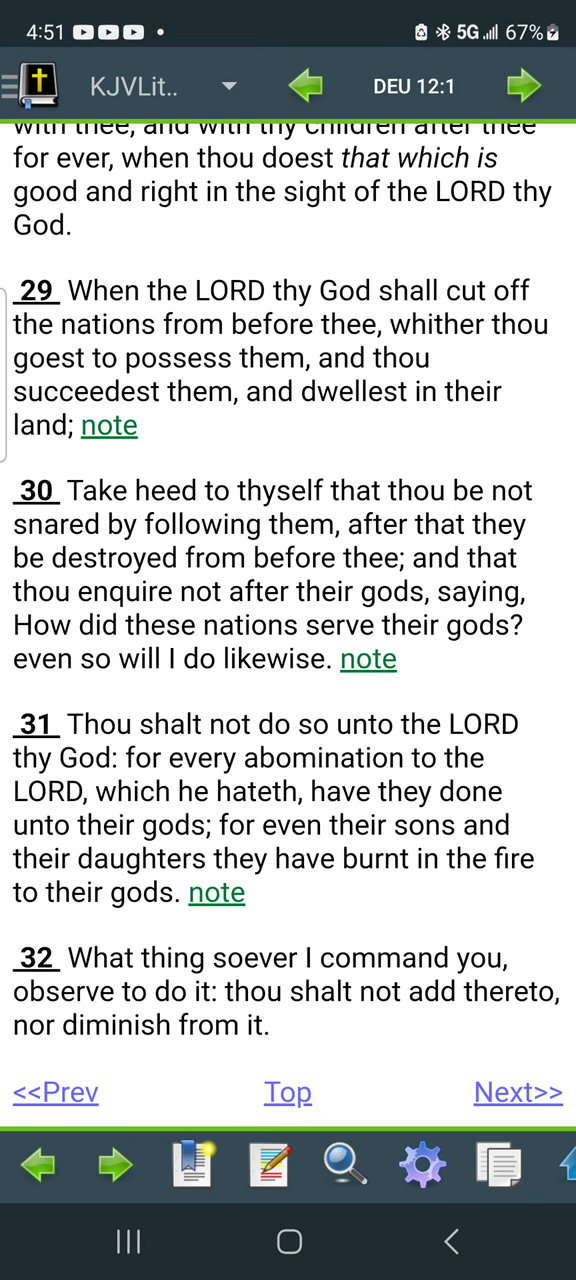 4:51
5G 67%
KJVLit..
DEU 12:1
with thee, and with thy children after thee
for ever, when thou doest that which is
good and right in the sight of the LORD thy
God.
29 When the LORD thy God shall cut off
the nations from before thee, whither thou
goest to possess them, and thou
succeedest them, and dwellest in their
land; note
30 Take heed to thyself that thou be not
snared by following them, after that they
be destroyed from before thee; and that
thou enquire not after their gods, saying,
How did these nations serve their gods?
even so will I do likewise. note
31 Thou shalt not do so unto the LORD
thy God: for every abomination to the
LORD, which he hateth, have they done
unto their gods; for even their sons and
their daughters they have burnt in the fire
to their gods. note
32 What thing soever I command you,
observe to do it: thou shalt not add thereto,
nor diminish from it.
<<Prev
Top
Next>>